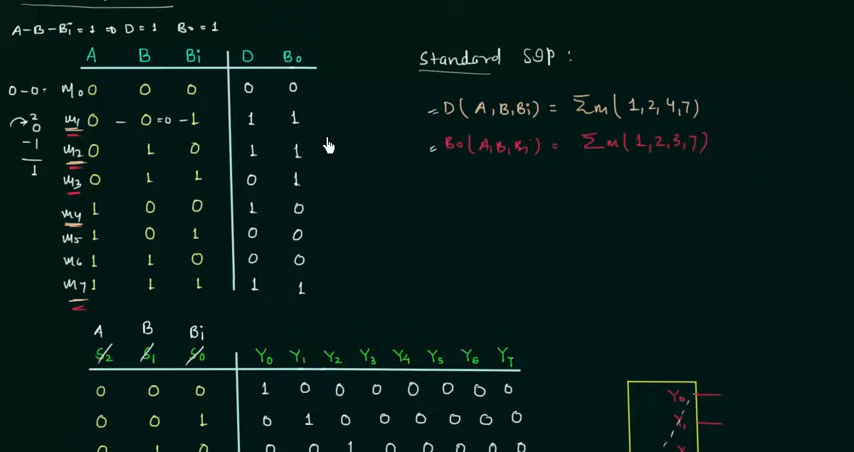 A-B-Bi = 1 ⇒ D = 1 Bo = 1
A B Bi D Bo
0-0= m0 0 0 0 0 0
2 m1 0 - 0 =0 -1 1 1
0
-1 m2 0 1 0 1 1
1 m3 0 1 1 0 1
m4 1 0 0 1 0
m5 1 0 1 0 0
m6 1 1 0 0 0
m7 1 1 1 1 1
Standard SOP :
D( A, B, Bi ) = Σm( 1, 2, 4, 7)
Bo( A, B, Bi ) = Σm( 1, 2, 3, 7)
A B Bi
S2 S1 S0 Y0 Y1 Y2 Y3 Y4 Y5 Y6 Y7
0 0 0 1 0 0 0 0 0 0 0
0 0 1 0 1 0 0 0 0 0 0
Y0
Y1